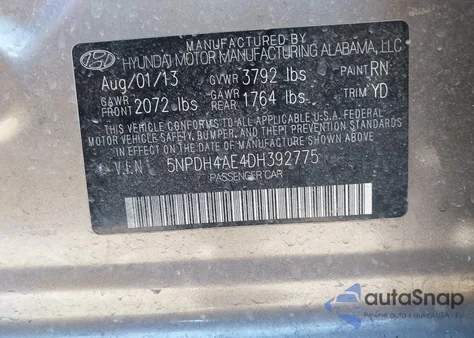 MANUFACTURED BY
HYUNDAI MOTOR MANUFACTURING ALABAMA, LLC
Aug/01/13 GVWR 3792 lbs PAINT RN
GAWR FRONT 2072 lbs GAWR REAR 1764 lbs TRIM YD
THIS VEHICLE CONFORMS TO ALL APPLICABLE U.S.A. FEDERAL
MOTOR VEHICLE SAFETY, BUMPER, AND THEFT PREVENTION STANDARDS
IN EFFECT ON THE DATE OF MANUFACTURE SHOWN ABOVE.
V.I.N 5NPDH4AE4DH392775
PASSENGER CAR
autoSnap
Pewne auta z